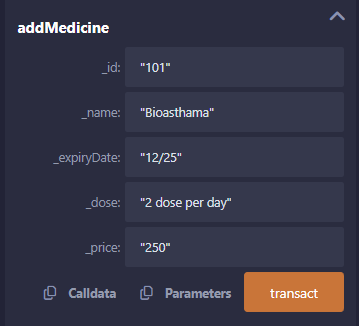 addMedicine
_id: "101"
_name: "Bioasthama"
_expiryDate: "12/25"
_dose: "2 dose per day"
_price: "250"
Calldata Parameters transact